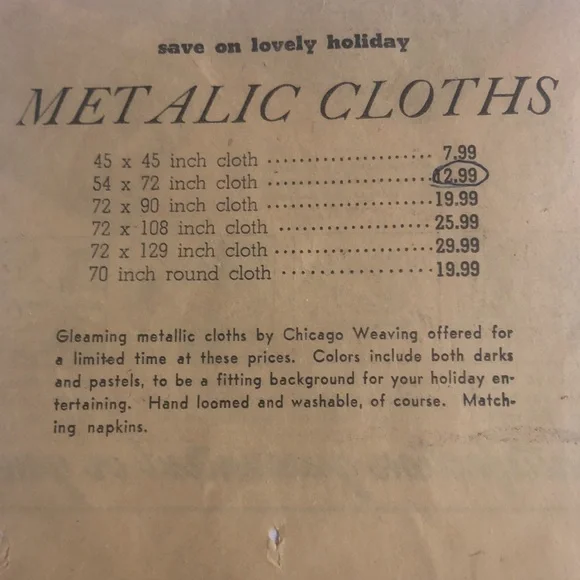 save on lovely holiday
METALIC CLOTHS
45 x 45 inch cloth ...................... 7.99
54 x 72 inch cloth ...................... 12.99
72 x 90 inch cloth ...................... 19.99
72 x 108 inch cloth .................... 25.99
72 x 129 inch cloth .................... 29.99
70 inch round cloth .................... 19.99
Gleaming metallic cloths by Chicago Weaving offered for
a limited time at these prices. Colors include both darks
and pastels, to be a fitting background for your holiday en-
tertaining. Hand loomed and washable, of course. Match-
ing napkins.